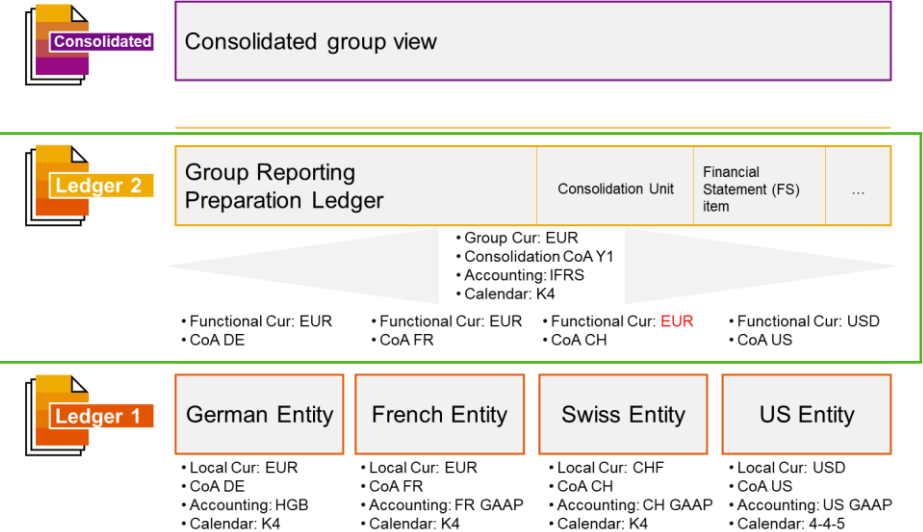 Consolidated
Consolidated group view
Ledger 2
Group Reporting
Preparation Ledger
Consolidation Unit
Financial
Statement (FS)
item
...
• Group Cur: EUR
• Consolidation CoA Y1
• Accounting: IFRS
• Calendar: K4
• Functional Cur: EUR
• CoA DE
• Functional Cur: EUR
• CoA FR
• Functional Cur: EUR
• CoA CH
• Functional Cur: USD
• CoA US
Ledger 1
German Entity
French Entity
Swiss Entity
US Entity
• Local Cur: EUR
• CoA DE
• Accounting: HGB
• Calendar: K4
• Local Cur: EUR
• CoA FR
• Accounting: FR GAAP
• Calendar: K4
• Local Cur: CHF
• CoA CH
• Accounting: CH GAAP
• Calendar: K4
• Local Cur: USD
• CoA US
• Accounting: US GAAP
• Calendar: 4-4-5